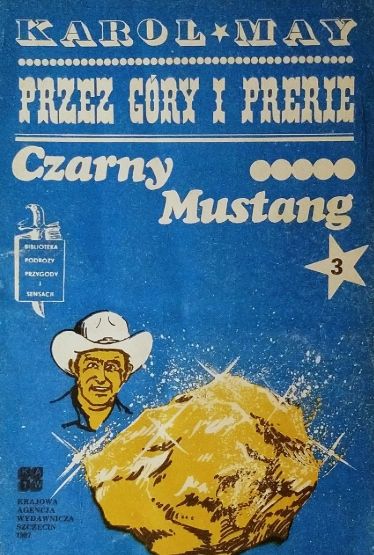 KAROL ★ MAY
PRZEZ GÓRY I PRERIE
Czarny
Mustang
3
BIBLIOTEKA
PODRÓŻY
PRZYGODY
I
SENSACJI
KRAJOWA
AGENCJA
WYDAWNICZA
SZCZECIN
1987